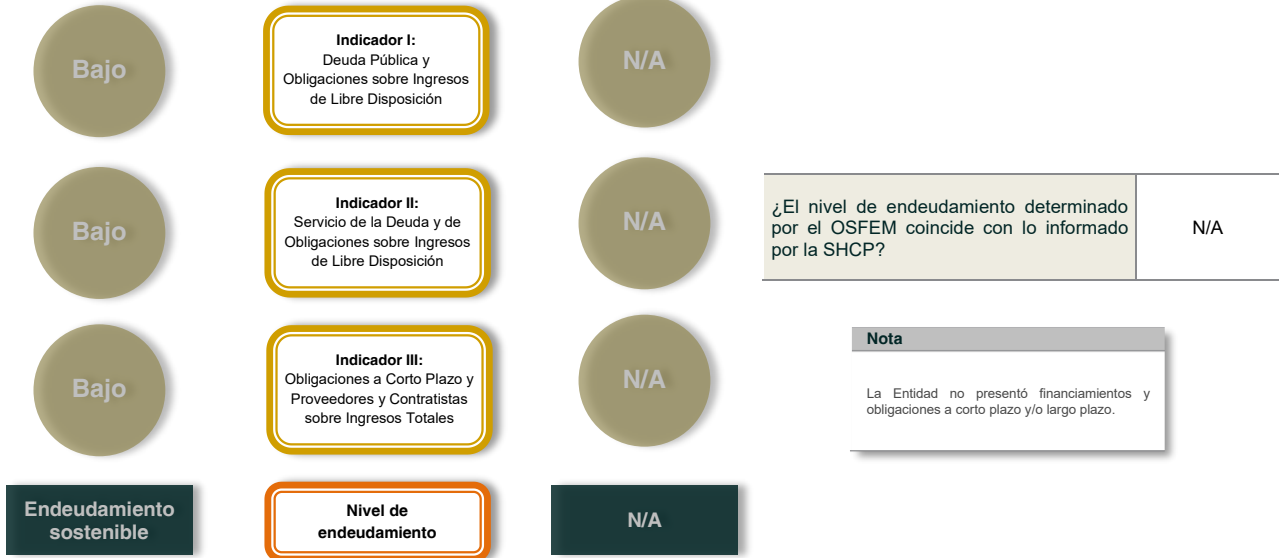 Bajo
Indicador I:
Deuda Pública y
Obligaciones sobre Ingresos
de Libre Disposición
N/A
Bajo
Indicador II:
Servicio de la Deuda y de
Obligaciones sobre Ingresos
de Libre Disposición
N/A
¿El nivel de endeudamiento determinado
por el OSFEM coincide con lo informado
por la SHCP?
N/A
Bajo
Indicador III:
Obligaciones a Corto Plazo y
Proveedores y Contratistas
sobre Ingresos Totales
N/A
Nota
La Entidad no presentó financiamientos y
obligaciones a corto plazo y/o largo plazo.
Endeudamiento
sostenible
Nivel de
endeudamiento
N/A